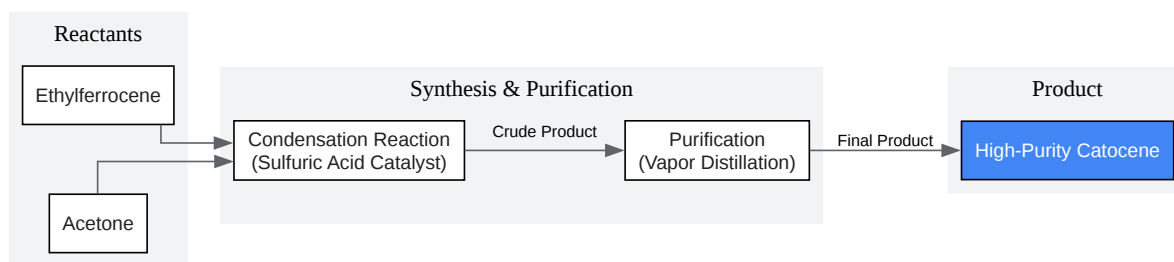 Reactants
Ethylferrocene
Acetone
Synthesis & Purification
Condensation Reaction
(Sulfuric Acid Catalyst)
Crude Product
Purification
(Vapor Distillation)
Final Product
Product
High-Purity Catocene